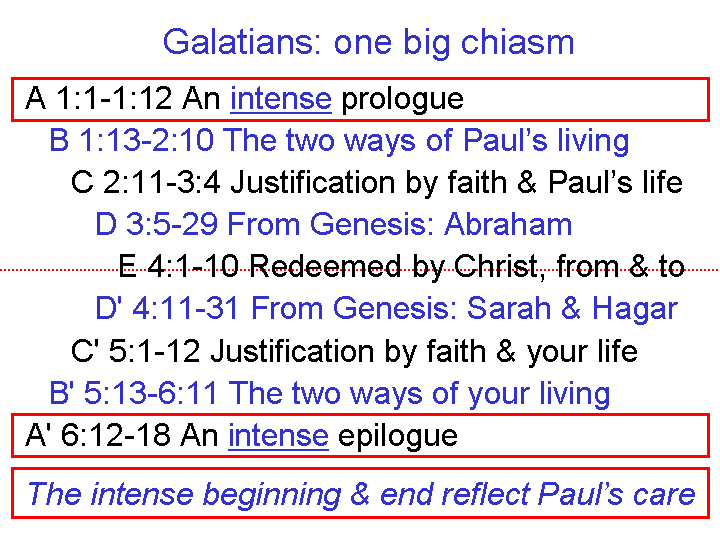 Galatians: one big chiasm
A 1:1-1:12 An intense prologue
B 1:13-2:10 The two ways of Paul’s living
C 2:11-3:4 Justification by faith & Paul’s life
D 3:5-29 From Genesis: Abraham
E 4:1-10 Redeemed by Christ, from & to
D' 4:11-31 From Genesis: Sarah & Hagar
C' 5:1-12 Justification by faith & your life
B' 5:13-6:11 The two ways of your living
A' 6:12-18 An intense epilogue
The intense beginning & end reflect Paul’s care